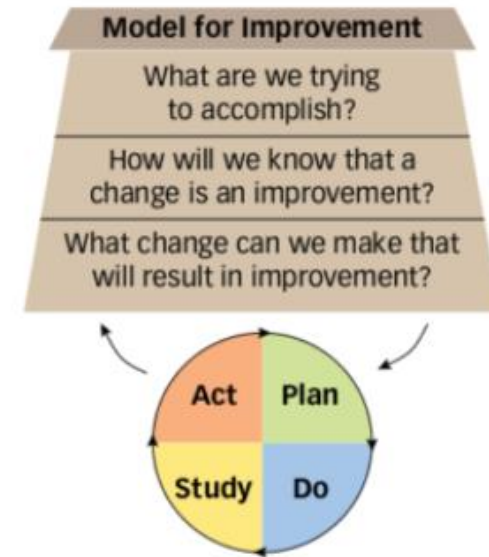 Model for Improvement
What are we trying
to accomplish?
How will we know that a
change is an improvement?
What change can we make that
will result in improvement?
Act
Plan
Study
Do